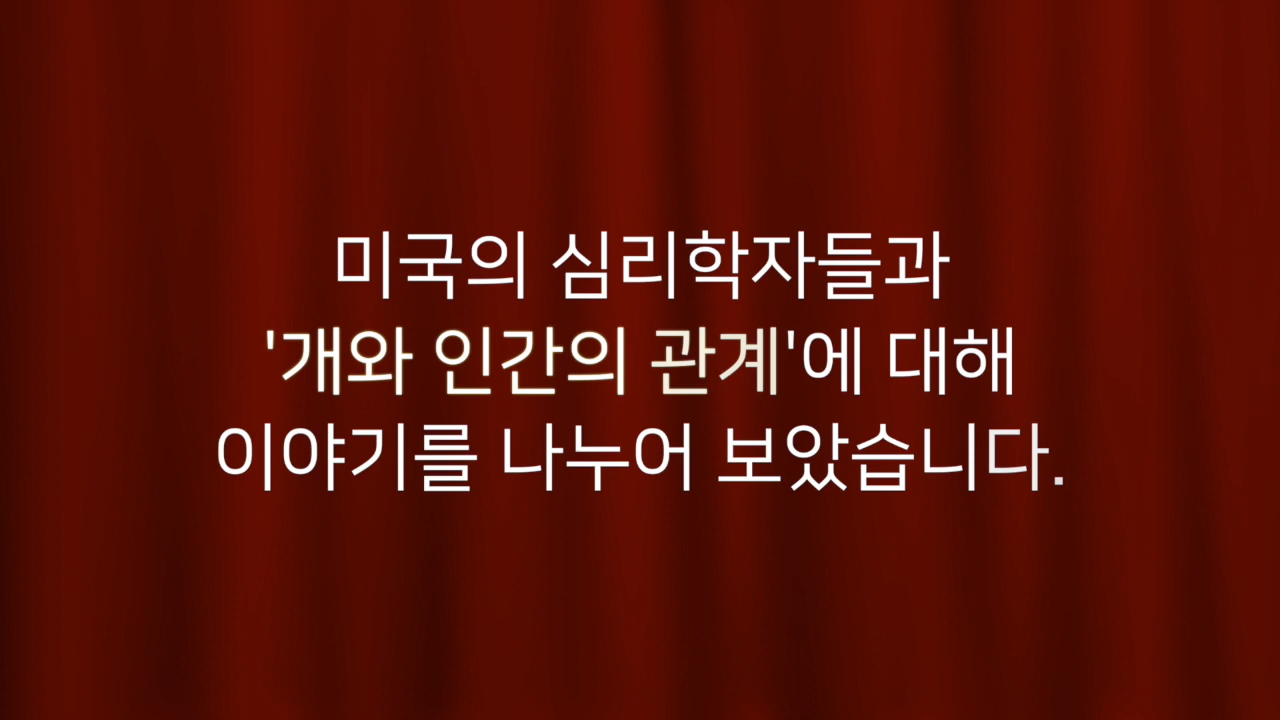 미국의 심리학자들과
'개와 인간의 관계'에 대해
이야기를 나누어 보았습니다.